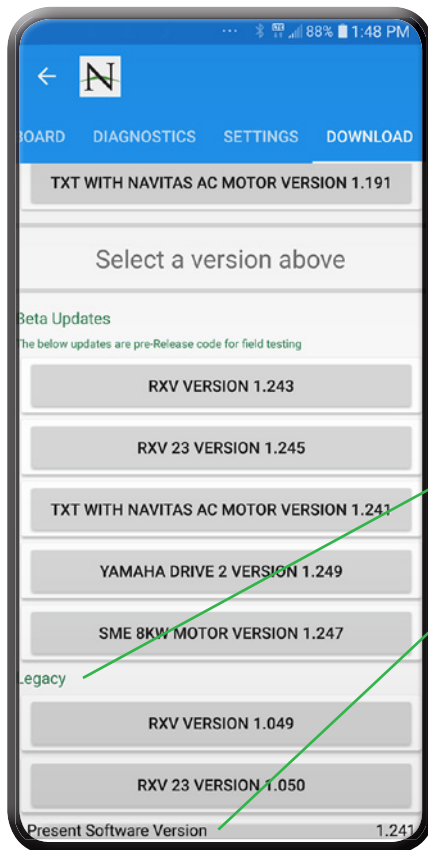 88% 1:48 PM
N
BOARD DIAGNOSTICS SETTINGS DOWNLOAD
TXT WITH NAVITAS AC MOTOR VERSION 1.191
Select a version above
Beta Updates
The below updates are pre-Release code for field testing
RXV VERSION 1.243
RXV 23 VERSION 1.245
TXT WITH NAVITAS AC MOTOR VERSION 1.241
YAMAHA DRIVE 2 VERSION 1.249
SME 8KW MOTOR VERSION 1.247
Legacy
RXV VERSION 1.049
RXV 23 VERSION 1.050
Present Software Version 1.241